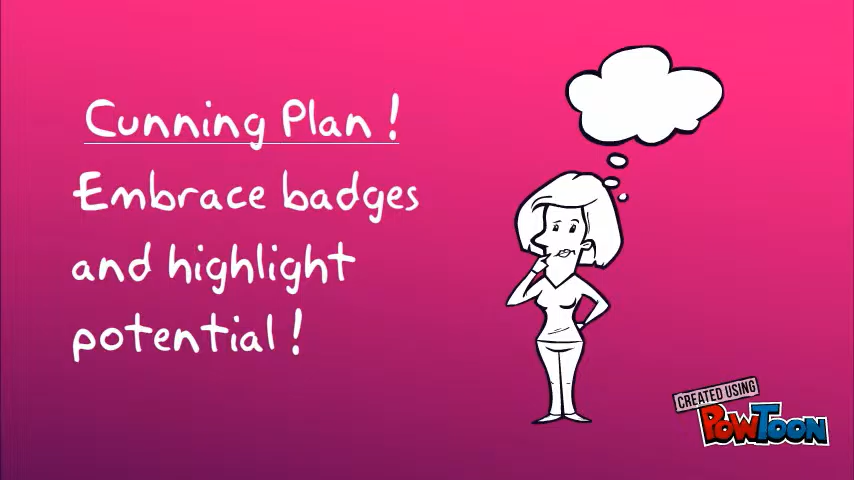 Cunning Plan !
Embrace badges
and highlight
potential !
CREATED USING
POWTOON